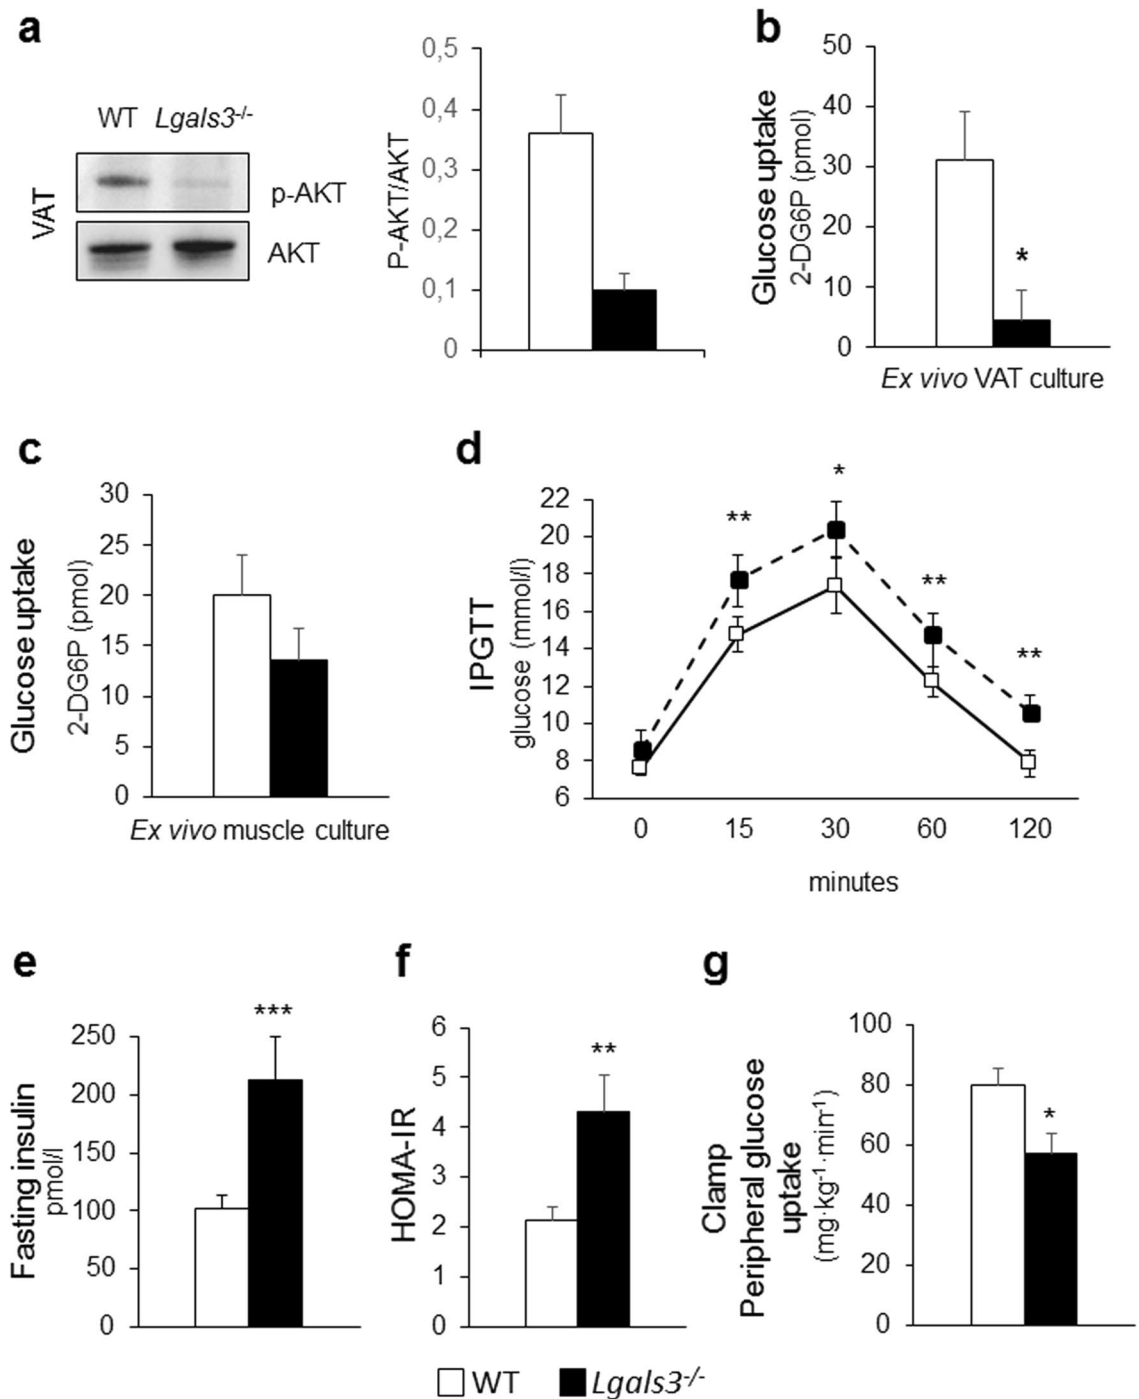 a
WT Lgals3-/-
VAT
p-AKT
AKT
P-AKT/AKT
0,5
0,4
0,3
0,2
0,1
0
b
Glucose uptake
2-DG6P (pmol)
50
40
30
20
10
0
*
Ex vivo VAT culture
c
Glucose uptake
2-DG6P (pmol)
30
25
20
15
10
5
0
Ex vivo muscle culture
d
IPGTT
glucose (mmol/l)
22
20
18
16
14
12
10
8
6
**
*
**
**
0 15 30 60 120
minutes
e
Fasting insulin
pmol/l
250
200
150
100
50
0
***
f
HOMA-IR
6
5
4
3
2
1
0
**
g
Clamp
Peripheral glucose
uptake
(mg·kg-1·min-1)
100
80
60
40
20
0
*
WT Lgals3-/-